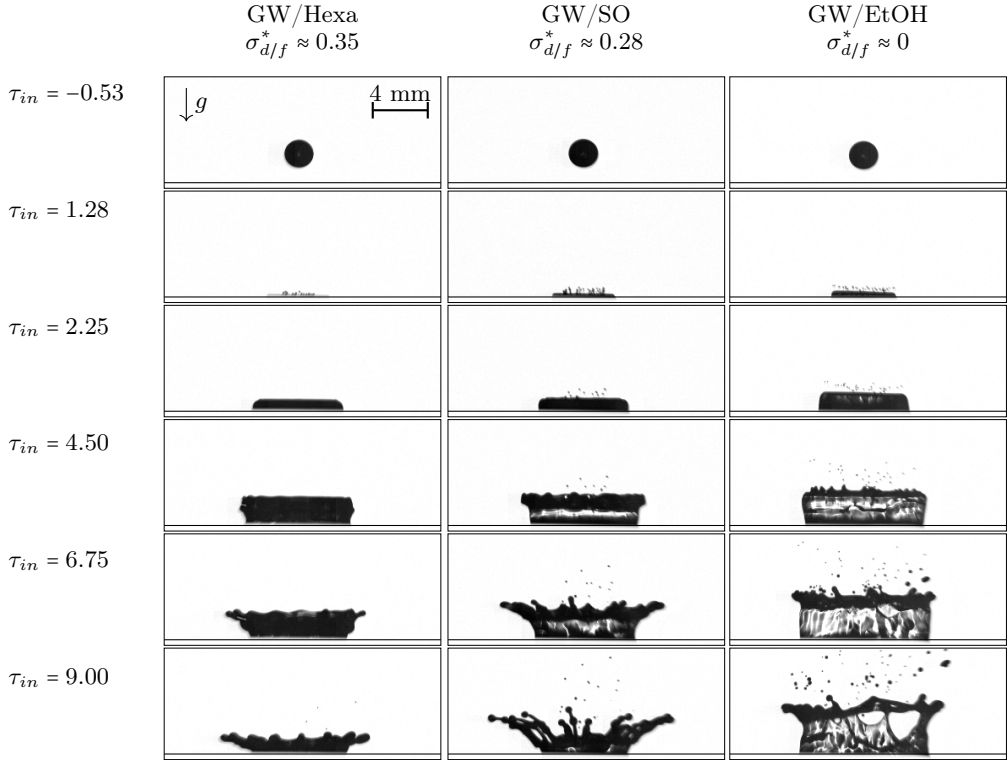 GW/Hexa GW/SO GW/EtOH
σ*d/f ≈ 0.35 σ*d/f ≈ 0.28 σ*d/f ≈ 0
τin = −0.53
g 4 mm
τin = 1.28
τin = 2.25
τin = 4.50
τin = 6.75
τin = 9.00